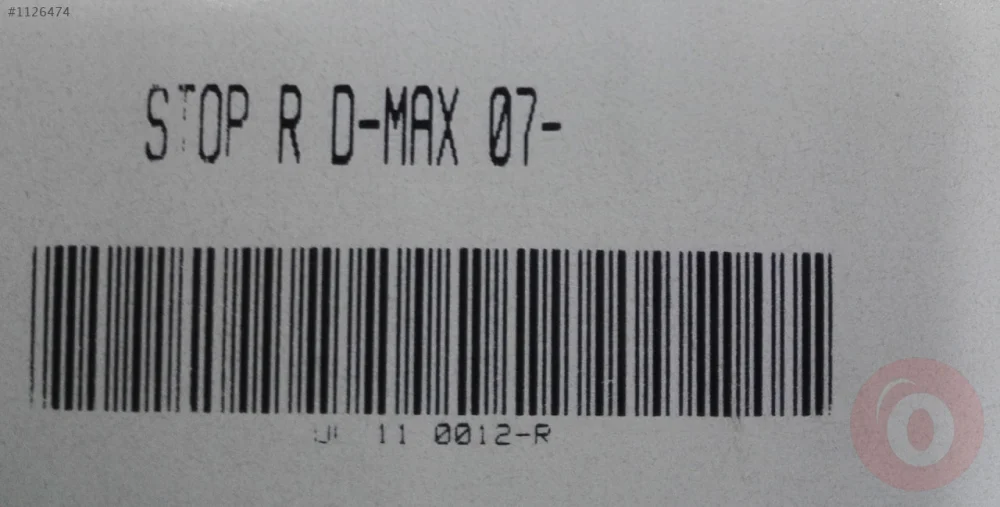 #1126474
STOP R D-MAX 07-
11 0012-R